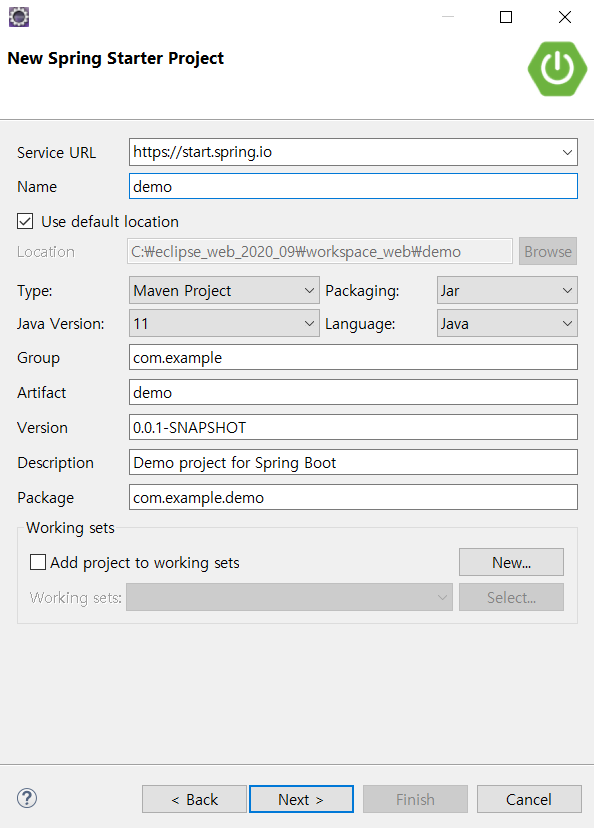 New Spring Starter Project
Service URL https://start.spring.io
Name demo
Use default location
Location C:₩eclipse_web_2020_09₩workspace_web₩demo Browse
Type: Maven Project Packaging: Jar
Java Version: 11 Language: Java
Group com.example
Artifact demo
Version 0.0.1-SNAPSHOT
Description Demo project for Spring Boot
Package com.example.demo
Working sets
Add project to working sets New...
Working sets: Select...
? < Back Next > Finish Cancel